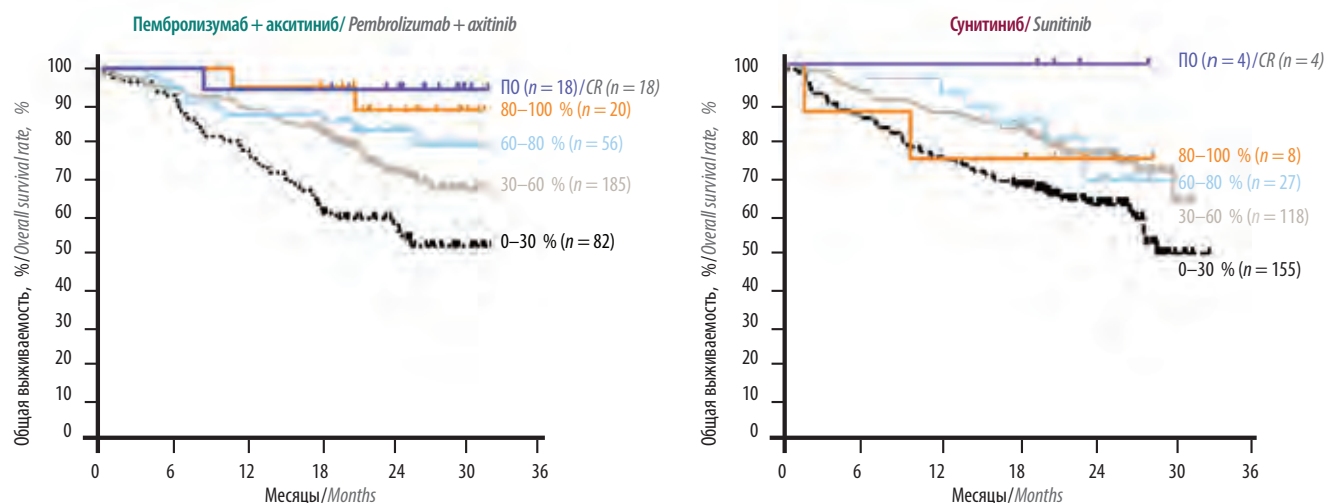 Пембролизумаб + акситиниб/ Pembrolizumab + axitinib
Общая выживаемость, %/Overall survival rate, %
100
90
80
70
60
50
40
30
20
10
0
0 6 12 18 24 30 36
Месяцы/Months
ПО (n = 18)/CR (n = 18)
80–100 % (n = 20)
60–80 % (n = 56)
30–60 % (n = 185)
0–30 % (n = 82)
Сунитиниб/ Sunitinib
Общая выживаемость, %/Overall survival rate, %
100
90
80
70
60
50
40
30
20
10
0
0 6 12 18 24 30 36
Месяцы/Months
ПО (n = 4)/CR (n = 4)
80–100 % (n = 8)
60–80 % (n = 27)
30–60 % (n = 118)
0–30 % (n = 155)